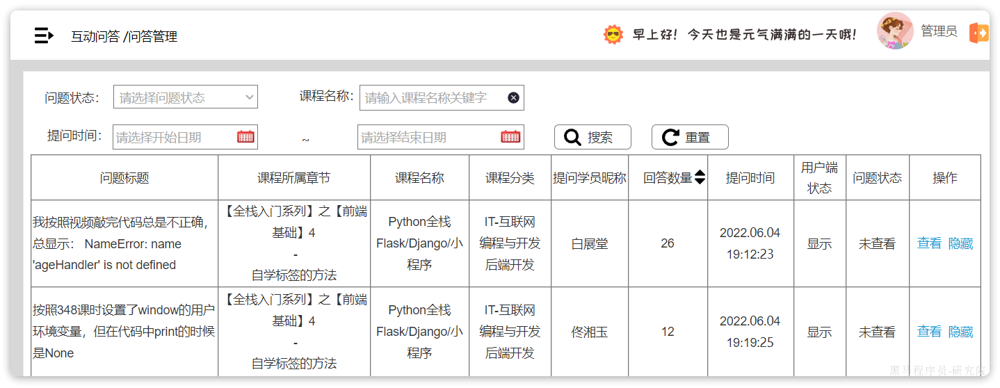 互动问答 /问答管理
早上好！今天也是元气满满的一天哦！
管理员
问题状态：
请选择问题状态
课程名称：
请输入课程名称关键字
提问时间：
请选择开始日期
~
请选择结束日期
搜索
重置
问题标题
课程所属章节
课程名称
课程分类
提问学员昵称
回答数量
提问时间
用户端
状态
问题状态
操作
我按照视频敲完代码总是不正确，
总显示： NameError: name
'ageHandler' is not defined
【全栈入门系列】之【前端
基础】4
-
自学标签的方法
Python全栈
Flask/Django/小
程序
IT-互联网
编程与开发
后端开发
白展堂
26
2022.06.04
19:12:23
显示
未查看
查看 隐藏
按照348课时设置了window的用户
环境变量，但在代码中print的时候
是None
【全栈入门系列】之【前端
基础】4
-
自学标签的方法
Python全栈
Flask/Django/小
程序
IT-互联网
编程与开发
后端开发
佟湘玉
12
2022.06.04
19:19:25
显示
未查看
查看 隐藏
黑马程序员-研究院